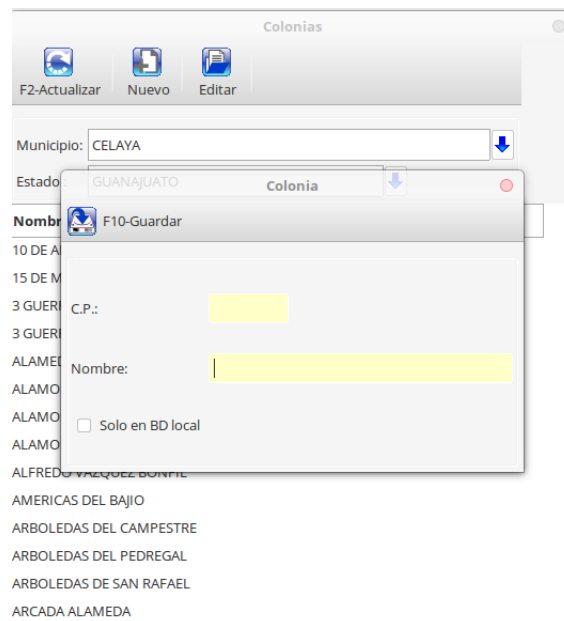 Colonias
F2-Actualizar Nuevo Editar
Municipio: CELAYA
Estado: GUANAJUATO
Colonia
F10-Guardar
C.P.:
Nombre:
Solo en BD local
Nombr
10 DE A
15 DE M
3 GUER
3 GUER
ALAMED
ALAMO
ALAMO
ALAMO
ALFREDO VAZQUEZ BONFIL
AMERICAS DEL BAJIO
ARBOLEDAS DEL CAMPESTRE
ARBOLEDAS DEL PEDREGAL
ARBOLEDAS DE SAN RAFAEL
ARCADA ALAMEDA